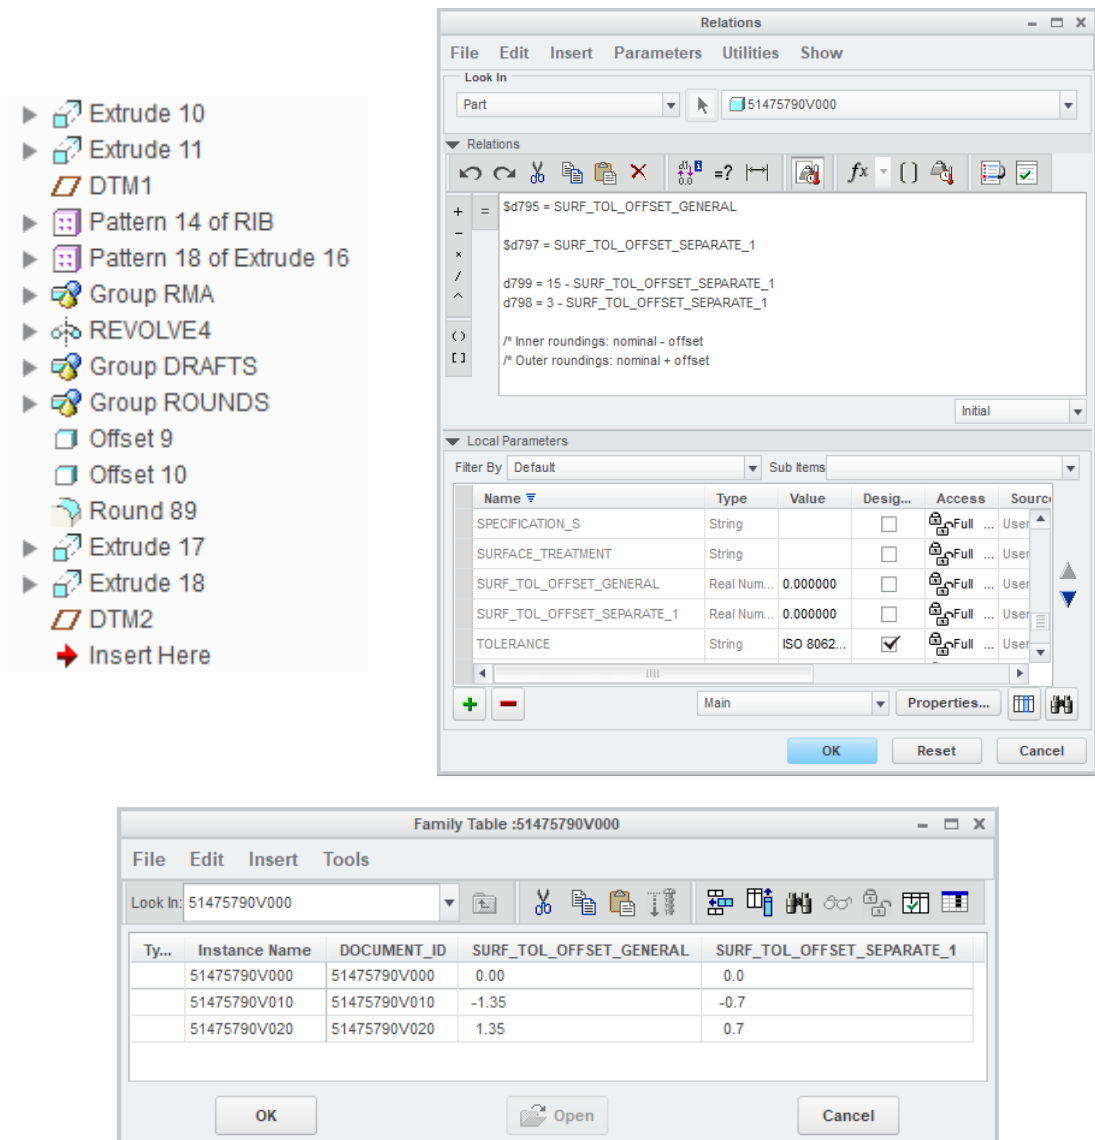 Extrude 10
Extrude 11
DTM1
Pattern 14 of RIB
Pattern 18 of Extrude 16
Group RMA
REVOLVE4
Group DRAFTS
Group ROUNDS
Offset 9
Offset 10
Round 89
Extrude 17
Extrude 18
DTM2
Insert Here
Relations
File Edit Insert Parameters Utilities Show
Look In
Part 51475790V000
Relations
$d795 = SURF_TOL_OFFSET_GENERAL
$d797 = SURF_TOL_OFFSET_SEPARATE_1
d799 = 15 - SURF_TOL_OFFSET_SEPARATE_1
d798 = 3 - SURF_TOL_OFFSET_SEPARATE_1
/* Inner roundings: nominal - offset
/* Outer roundings: nominal + offset
Initial
Local Parameters
Filter By Default Sub Items
Name Type Value Desig... Access Source
SPECIFICATION_S String Full ... User
SURFACE_TREATMENT String Full ... User
SURF_TOL_OFFSET_GENERAL Real Num... 0.000000 Full ... User
SURF_TOL_OFFSET_SEPARATE_1 Real Num... 0.000000 Full ... User
TOLERANCE String ISO 8062... Full ... User
Main Properties...
OK Reset Cancel
Family Table :51475790V000
File Edit Insert Tools
Look In: 51475790V000
Ty... Instance Name DOCUMENT_ID SURF_TOL_OFFSET_GENERAL SURF_TOL_OFFSET_SEPARATE_1
51475790V000 51475790V000 0.00 0.0
51475790V010 51475790V010 -1.35 -0.7
51475790V020 51475790V020 1.35 0.7
OK Open Cancel